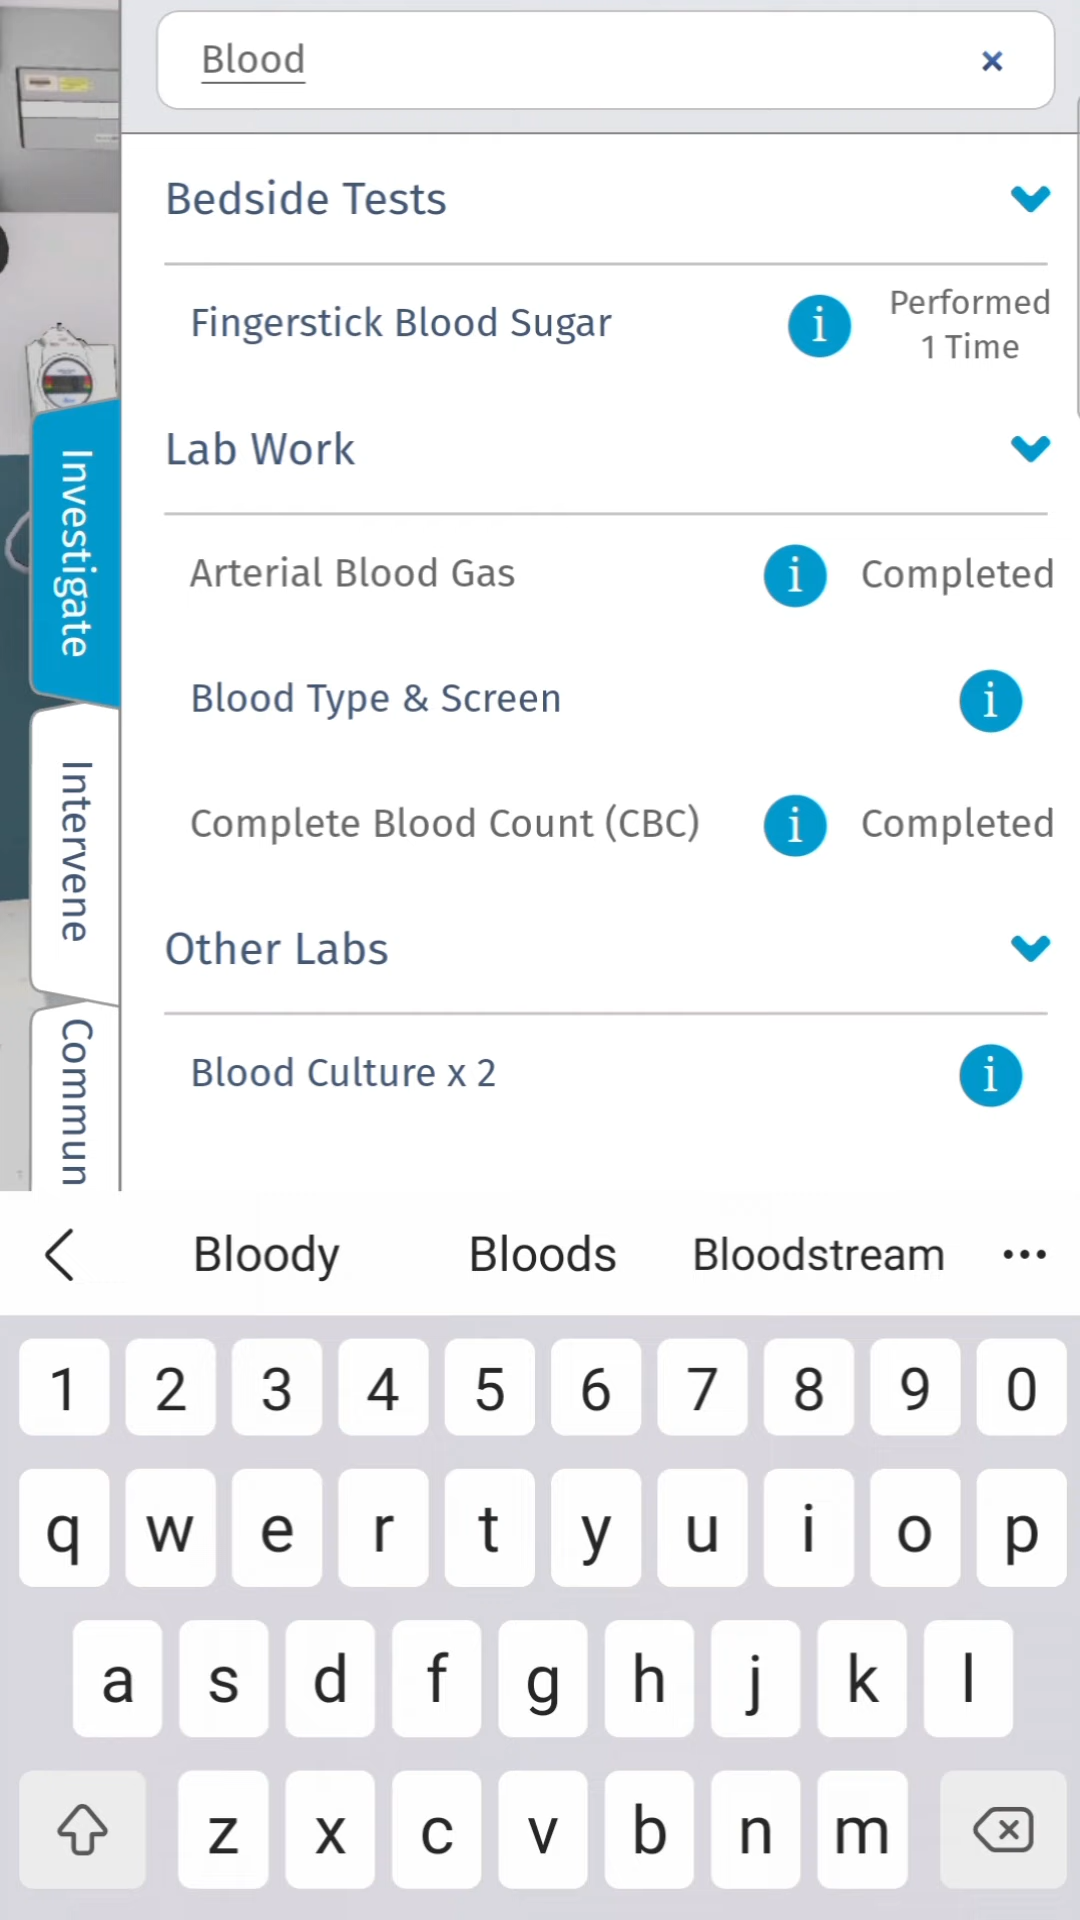 Blood
×
Bedside Tests
Fingerstick Blood Sugar
i
Performed
1 Time
Lab Work
Arterial Blood Gas
i
Completed
Blood Type & Screen
i
Complete Blood Count (CBC)
i
Completed
Other Labs
Blood Culture x 2
i
Investigate
Intervene
Commun
Bloody Bloods Bloodstream ...
1 2 3 4 5 6 7 8 9 0
q w e r t y u i o p
a s d f g h j k l
z x c v b n m